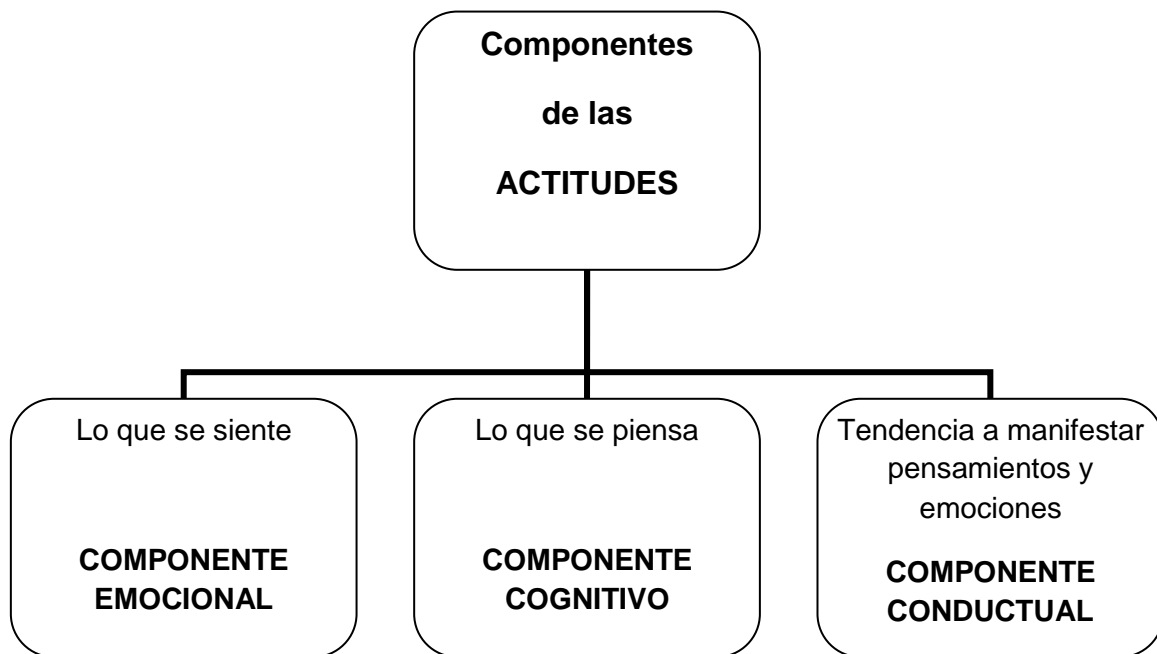 Componentes
de las
ACTITUDES
Lo que se siente
COMPONENTE
EMOCIONAL
Lo que se piensa
COMPONENTE
COGNITIVO
Tendencia a manifestar
pensamientos y
emociones
COMPONENTE
CONDUCTUAL